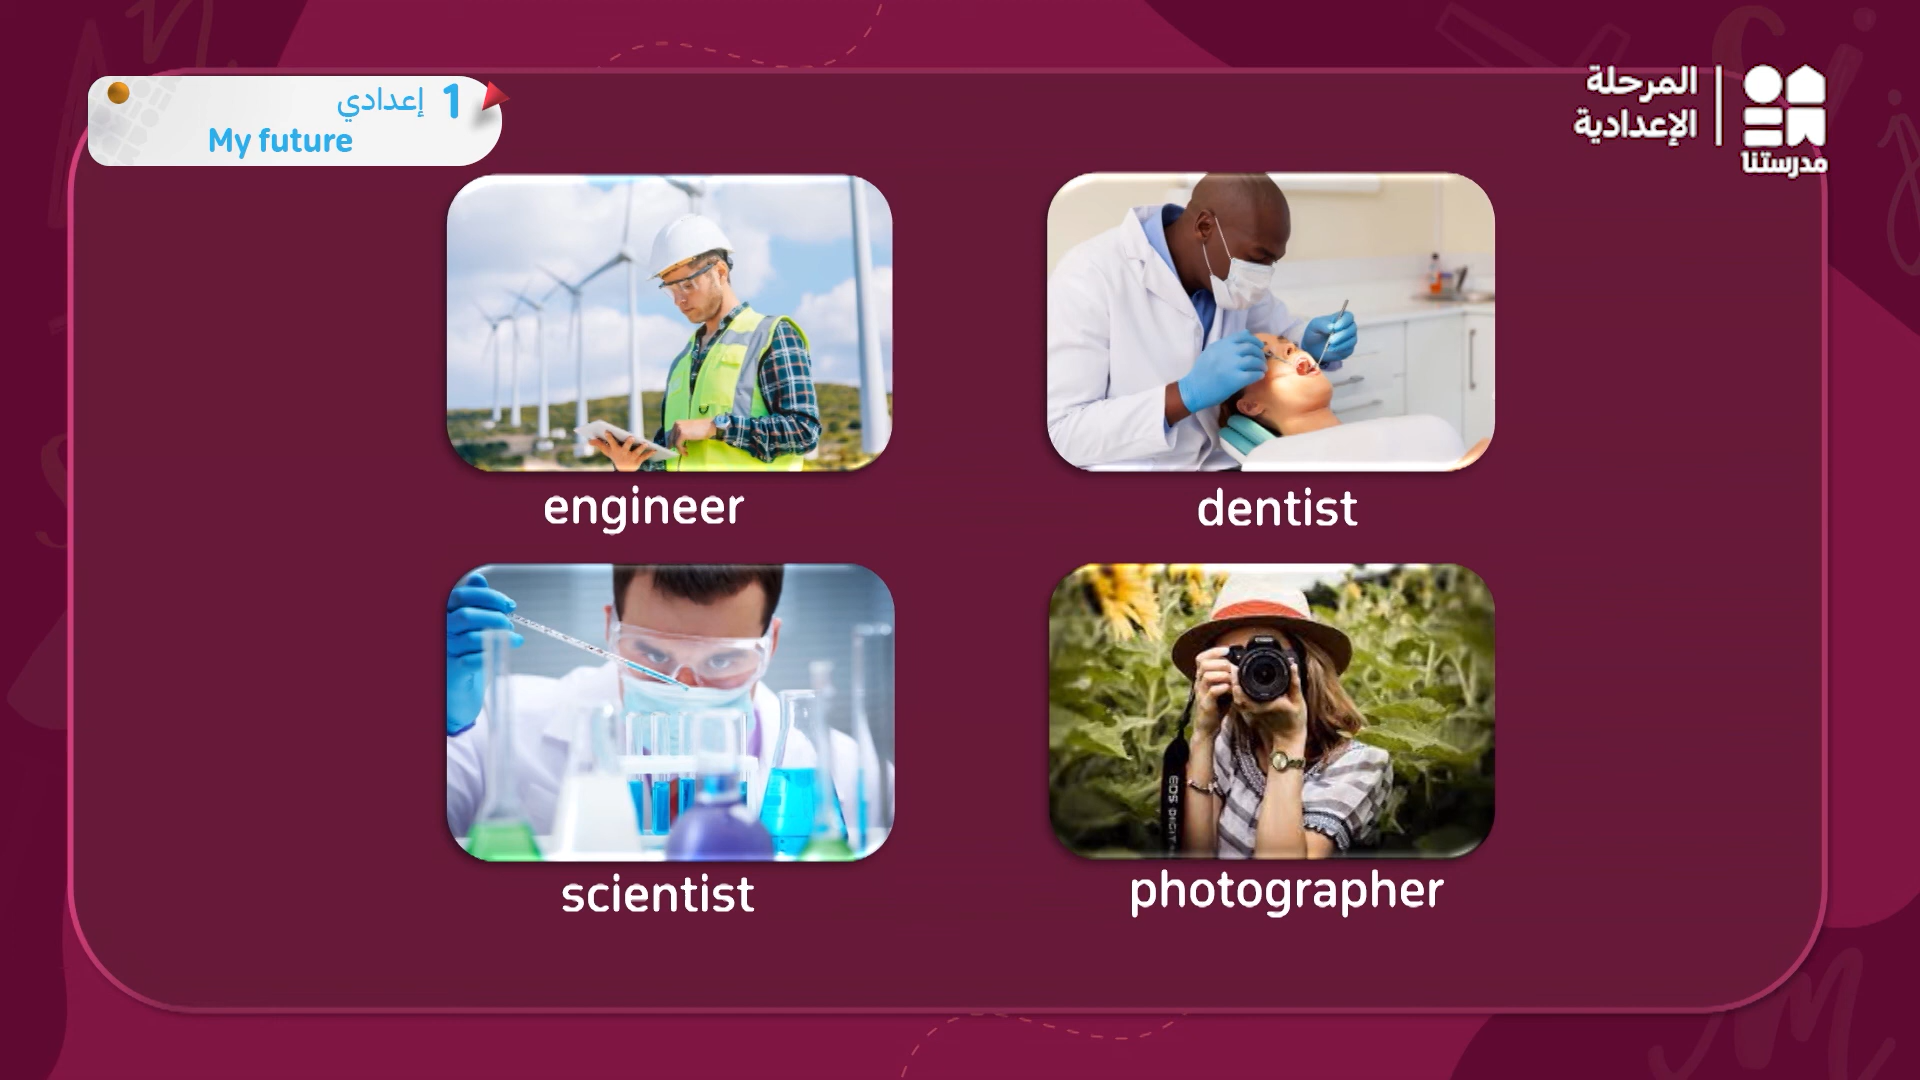 1 إعدادي
My future
المرحلة
الإعدادية
مدرستنا
engineer
dentist
scientist
photographer